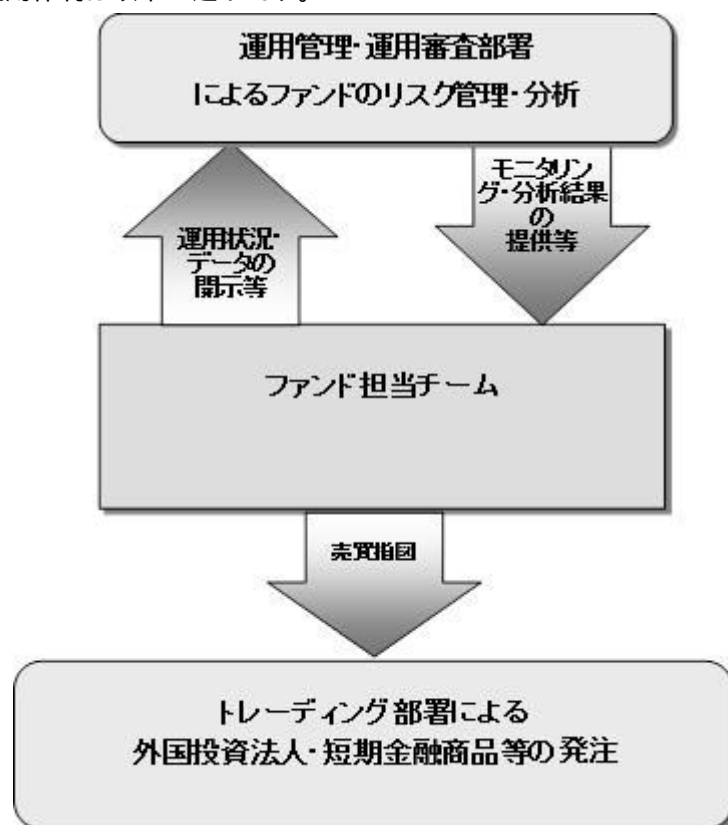 運用管理・運用審査部署
によるファンドのリスク管理・分析
運用状況・
データの
開示等
モニタリン
グ・分析結果
の
提供等
ファンド担当チーム
売買指図
トレーディング部署による
外国投資法人・短期金融商品等の発注